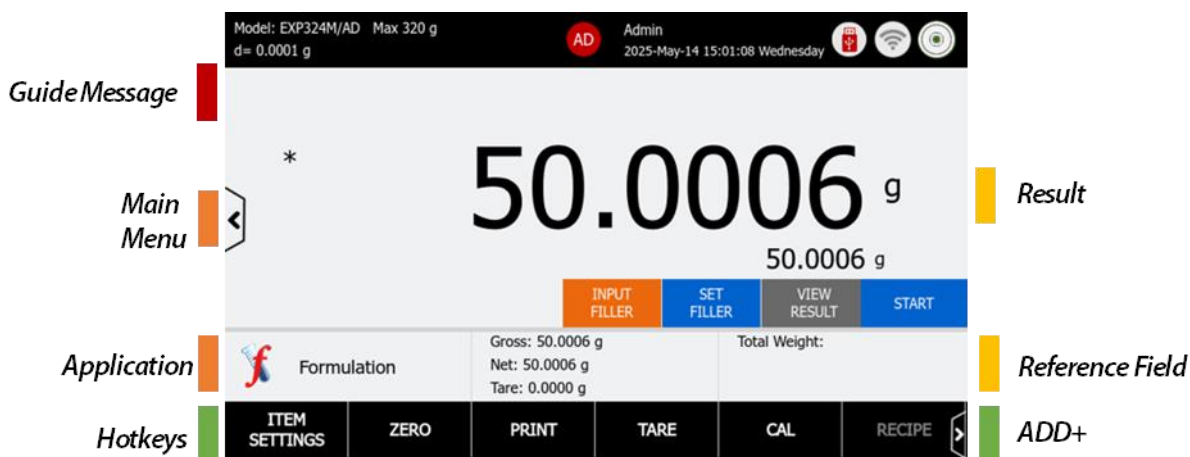 Model: EXP324M/AD Max 320 g
d= 0.0001 g
AD
Admin
2025-May-14 15:01:08 Wednesday
Guide Message
*
50.0006 g
Main
Menu
Result
50.0006 g
INPUT
FILLER
SET
FILLER
VIEW
RESULT
START
Application
Formulation
Gross: 50.0006 g
Net: 50.0006 g
Tare: 0.0000 g
Total Weight:
Reference Field
Hotkeys
ITEM
SETTINGS
ZERO
PRINT
TARE
CAL
RECIPE
ADD+